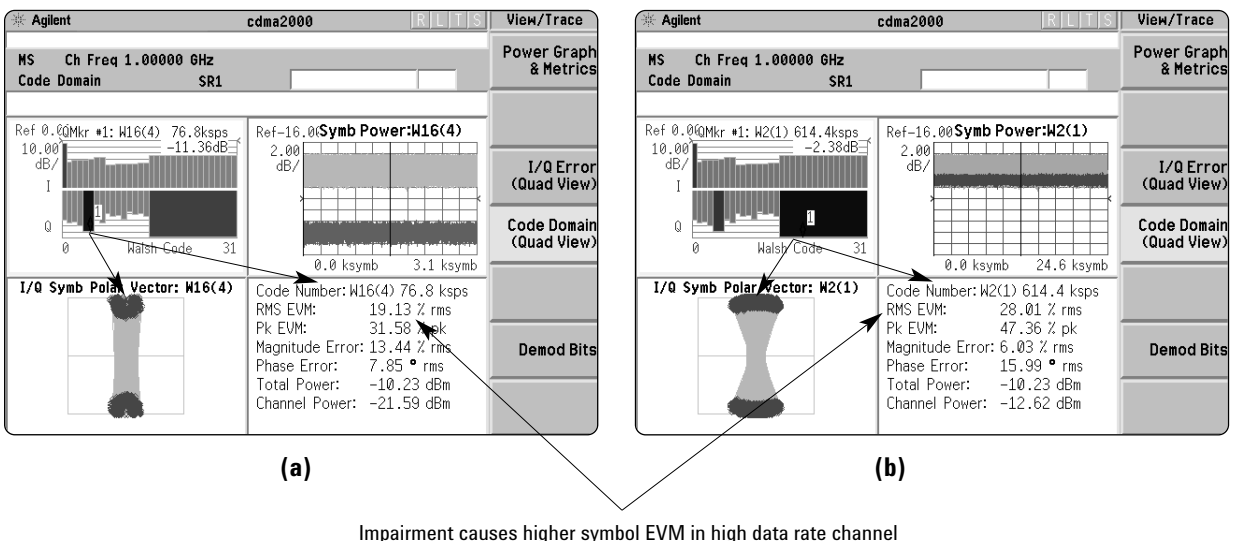 Agilent cdma2000 R L T S View/Trace
MS Ch Freq 1.00000 GHz
Code Domain SR1
Power Graph
& Metrics
Ref 0.00 Mkr #1: W16(4) 76.8ksps
10.00 -11.36dB
dB/
I
Q
1
0 Walsh Code 31
Ref-16.00 Symb Power:W16(4)
2.00
dB/
0.0 ksymb 3.1 ksymb
I/Q Error
(Quad View)
Code Domain
(Quad View)
I/Q Symb Polar Vector: W16(4)
Code Number: W16(4) 76.8 ksps
RMS EVM: 19.13 % rms
Pk EVM: 31.58 % pk
Magnitude Error: 13.44 % rms
Phase Error: 7.85 ° rms
Total Power: -10.23 dBm
Channel Power: -21.59 dBm
Demod Bits
(a)
Agilent cdma2000 R L T S View/Trace
MS Ch Freq 1.00000 GHz
Code Domain SR1
Power Graph
& Metrics
Ref 0.00 Mkr #1: W2(1) 614.4ksps
10.00 -2.38dB
dB/
I
Q
1
0 Walsh Code 31
Ref-16.00 Symb Power:W2(1)
2.00
dB/
0.0 ksymb 24.6 ksymb
I/Q Error
(Quad View)
Code Domain
(Quad View)
I/Q Symb Polar Vector: W2(1)
Code Number: W2(1) 614.4 ksps
RMS EVM: 28.01 % rms
Pk EVM: 47.36 % pk
Magnitude Error: 6.03 % rms
Phase Error: 15.99 ° rms
Total Power: -10.23 dBm
Channel Power: -12.62 dBm
Demod Bits
(b)
Impairment causes higher symbol EVM in high data rate channel